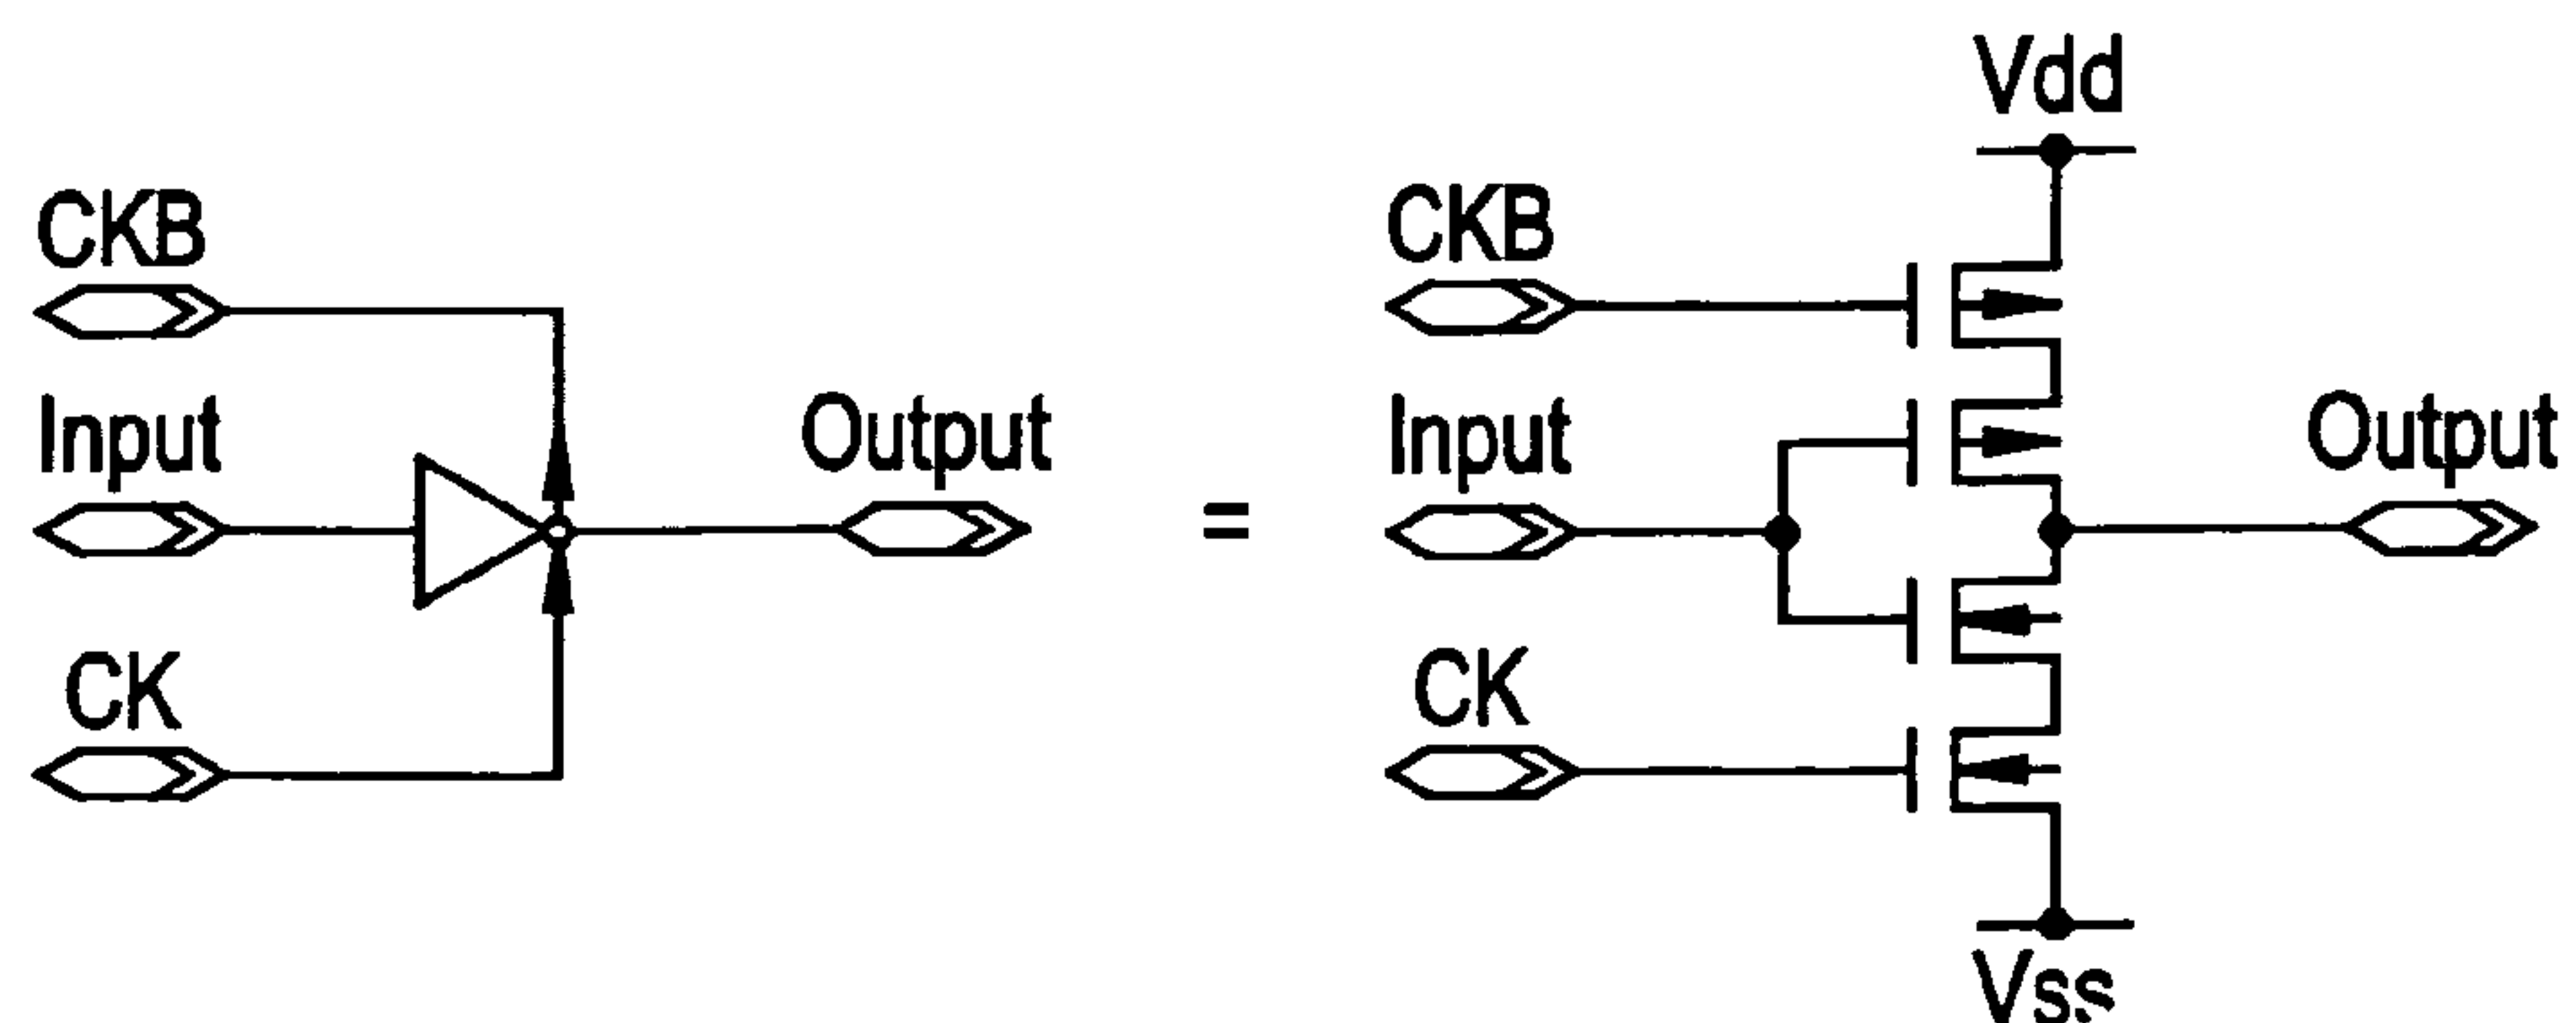 CKB
Input
Output
CK
=
Vdd
CKB
Input
Output
CK
Vss